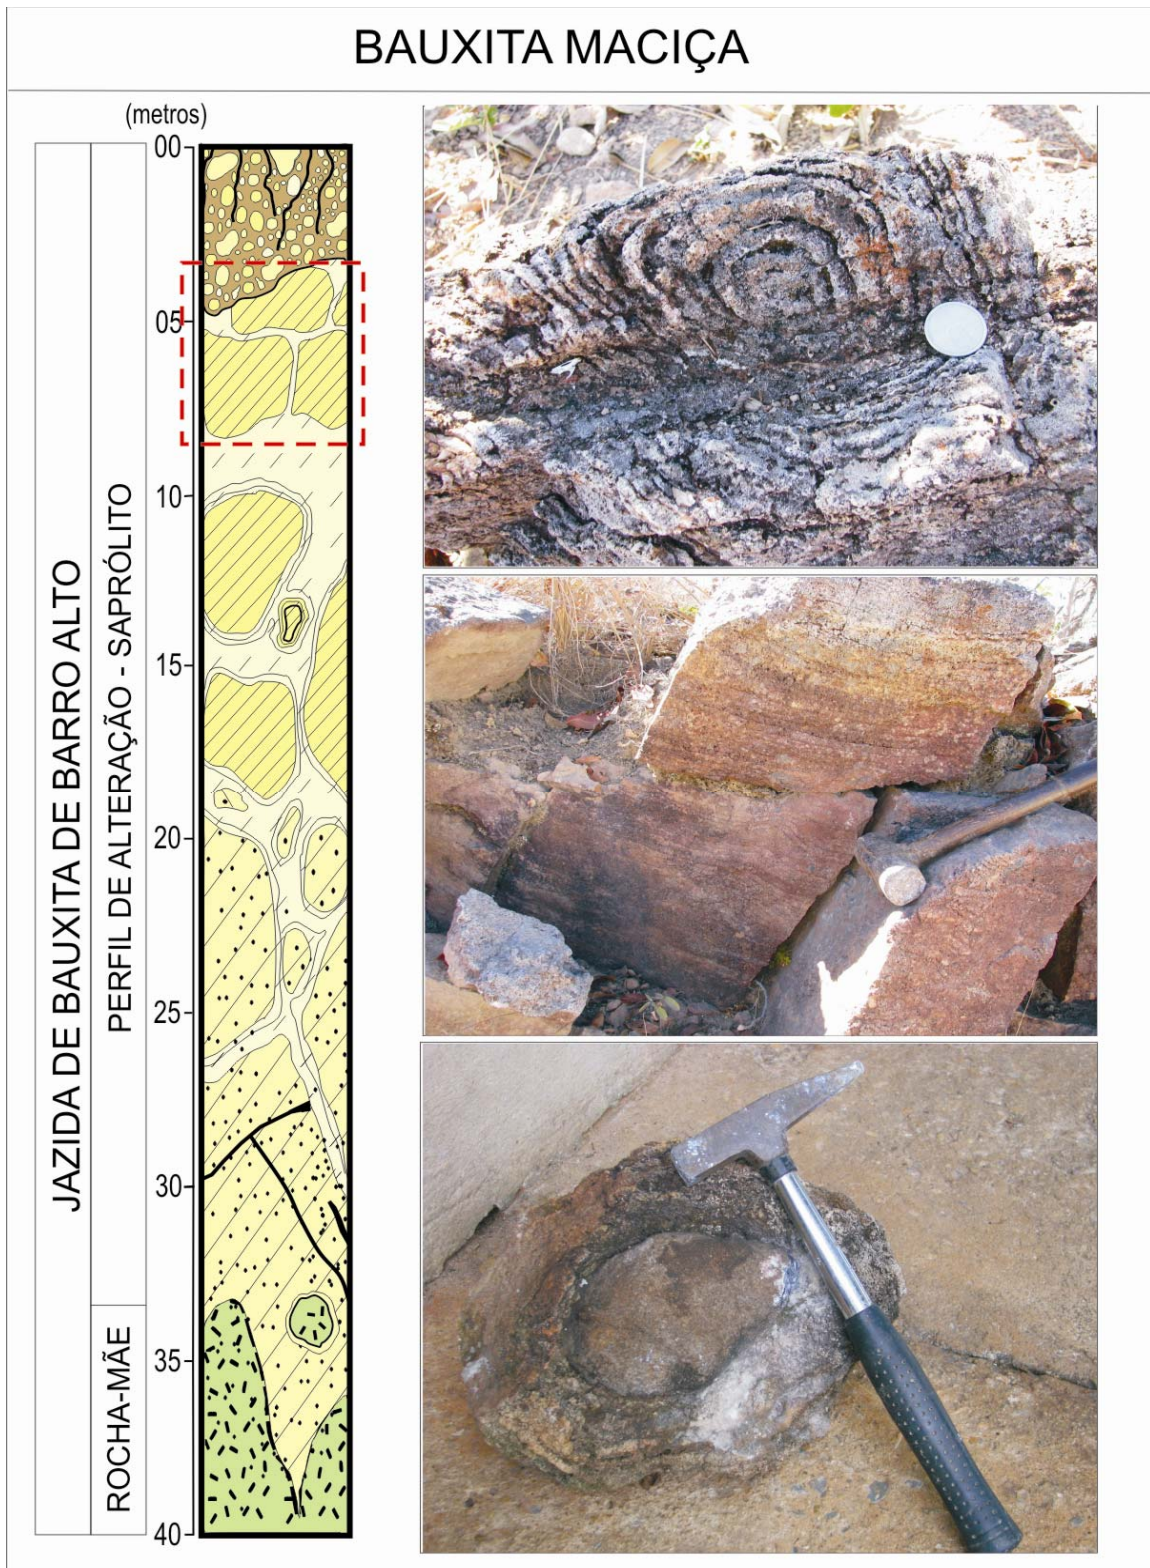 BAUXITA MACIÇA
(metros)
JAZIDA DE BAUXITA DE BARRO ALTO
PERFIL DE ALTERAÇÃO - SAPRÓLITO
ROCHA-MÃE
00
05
10
15
20
25
30
35
40